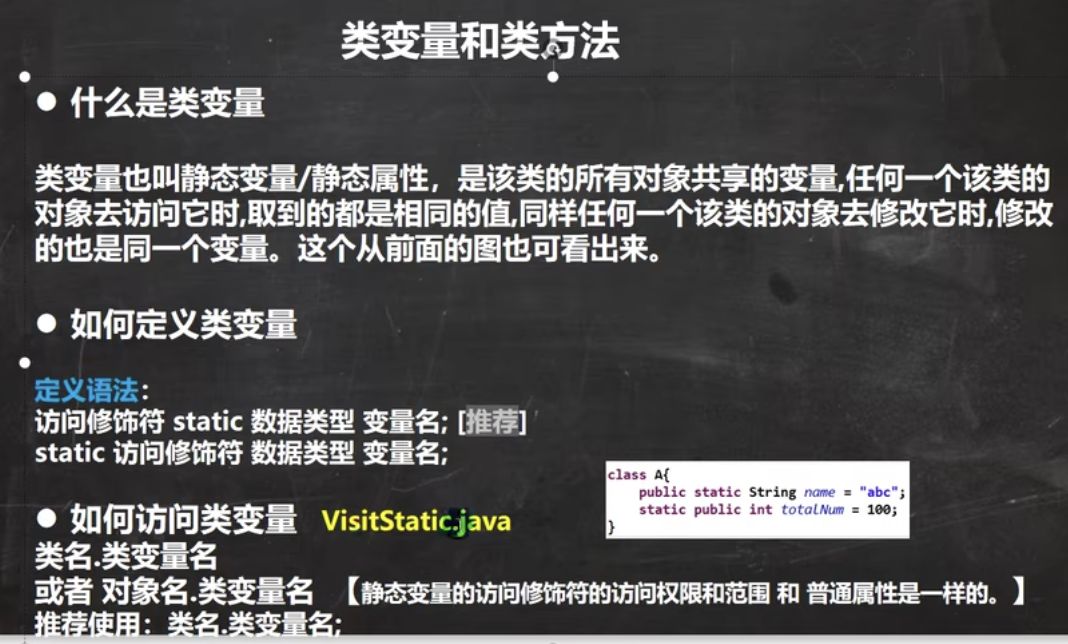 类变量和类方法
● 什么是类变量
类变量也叫静态变量/静态属性，是该类的所有对象共享的变量,任何一个该类的
对象去访问它时,取到的都是相同的值,同样任何一个该类的对象去修改它时,修改
的也是同一个变量。这个从前面的图也可看出来。
● 如何定义类变量
定义语法：
访问修饰符 static 数据类型 变量名; [推荐]
static 访问修饰符 数据类型 变量名;
class A{
public static String name = "abc";
static public int totalNum = 100;
}
● 如何访问类变量 VisitStatic.java
类名.类变量名
或者 对象名.类变量名 【静态变量的访问修饰符的访问权限和范围 和 普通属性是一样的。】
推荐使用：类名.类变量名;